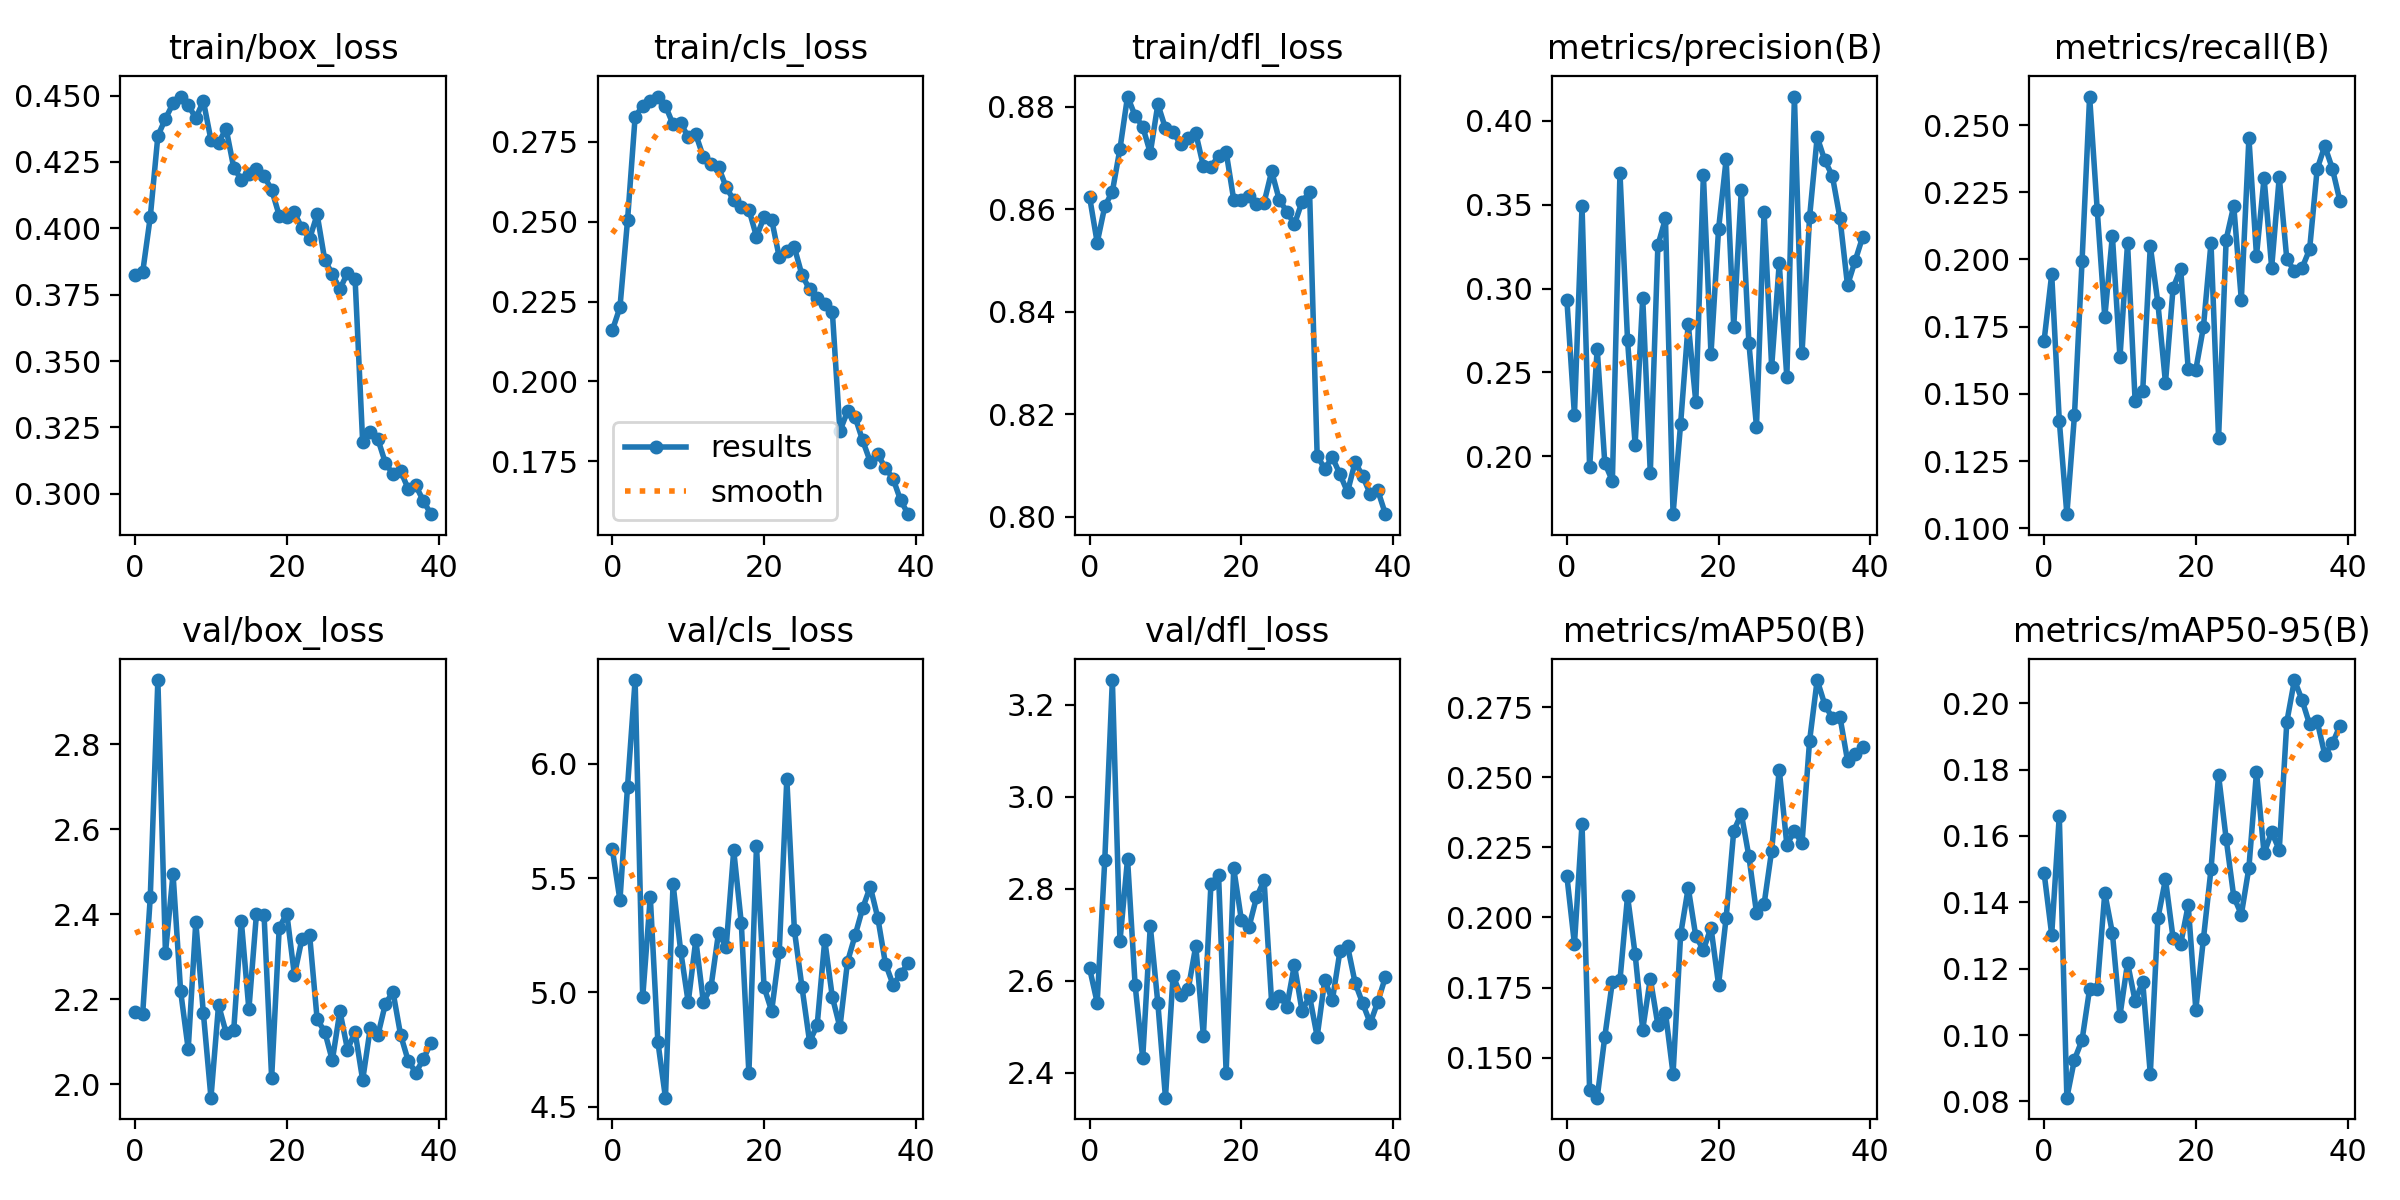 train/box_loss
0.450
0.425
0.400
0.375
0.350
0.325
0.300
0 20 40
train/cls_loss
0.275
0.250
0.225
0.200
0.175
results
smooth
0 20 40
train/dfl_loss
0.88
0.86
0.84
0.82
0.80
0 20 40
metrics/precision(B)
0.40
0.35
0.30
0.25
0.20
0 20 40
metrics/recall(B)
0.250
0.225
0.200
0.175
0.150
0.125
0.100
0 20 40
val/box_loss
2.8
2.6
2.4
2.2
2.0
0 20 40
val/cls_loss
6.0
5.5
5.0
4.5
0 20 40
val/dfl_loss
3.2
3.0
2.8
2.6
2.4
0 20 40
metrics/mAP50(B)
0.275
0.250
0.225
0.200
0.175
0.150
0 20 40
metrics/mAP50-95(B)
0.20
0.18
0.16
0.14
0.12
0.10
0.08
0 20 40